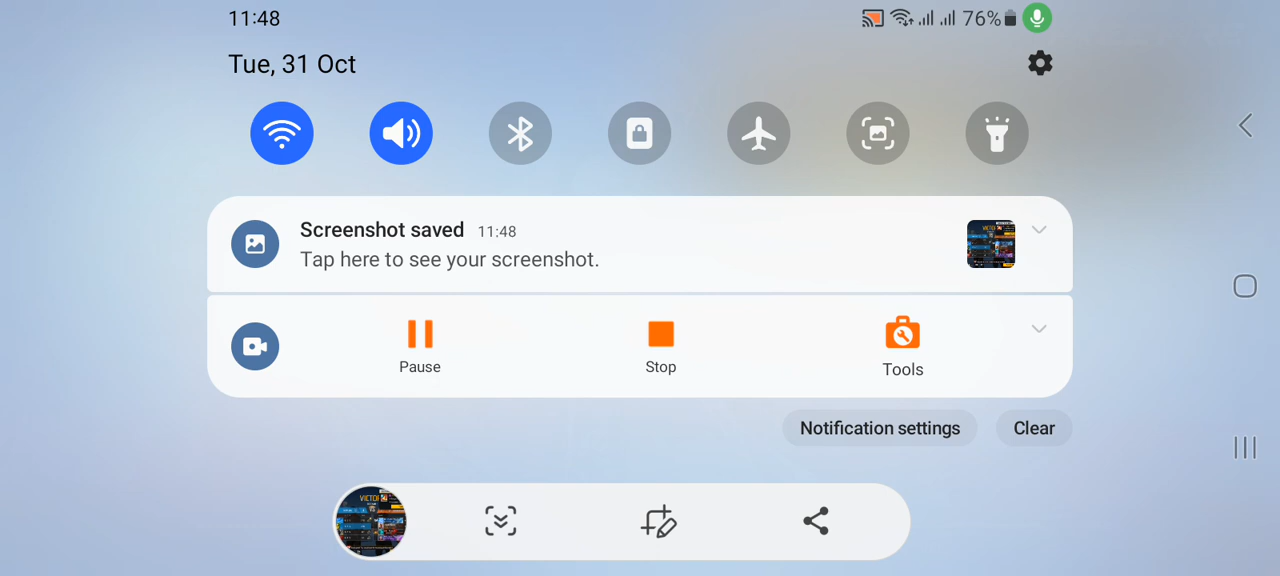 11:48
76%
Tue, 31 Oct
Screenshot saved 11:48
Tap here to see your screenshot.
Pause
Stop
Tools
Notification settings
Clear